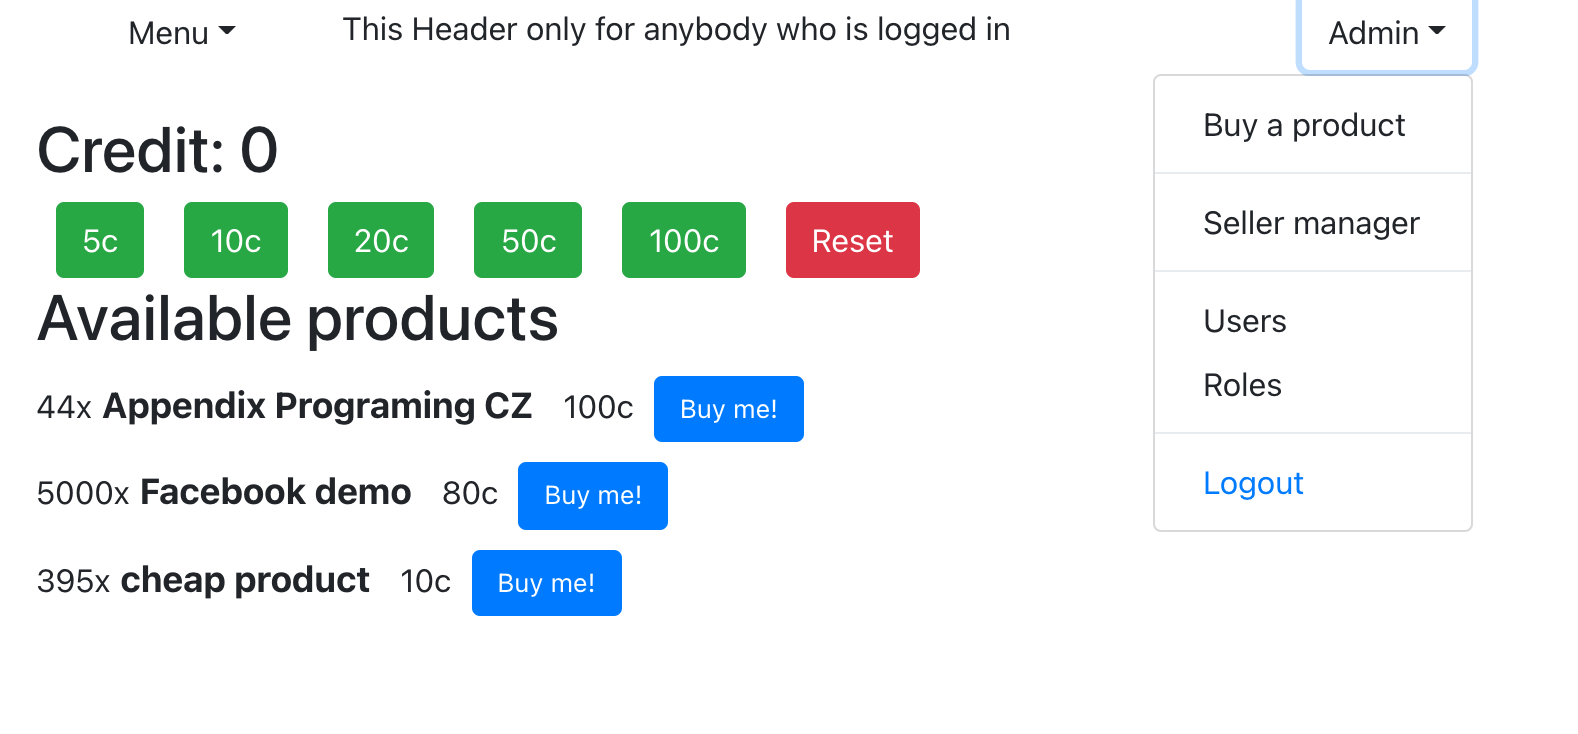 Menu
This Header only for anybody who is logged in
Admin
Buy a product
Seller manager
Users
Roles
Logout
Credit: 0
5c 10c 20c 50c 100c Reset
Available products
44x Appendix Programing CZ 100c Buy me!
5000x Facebook demo 80c Buy me!
395x cheap product 10c Buy me!